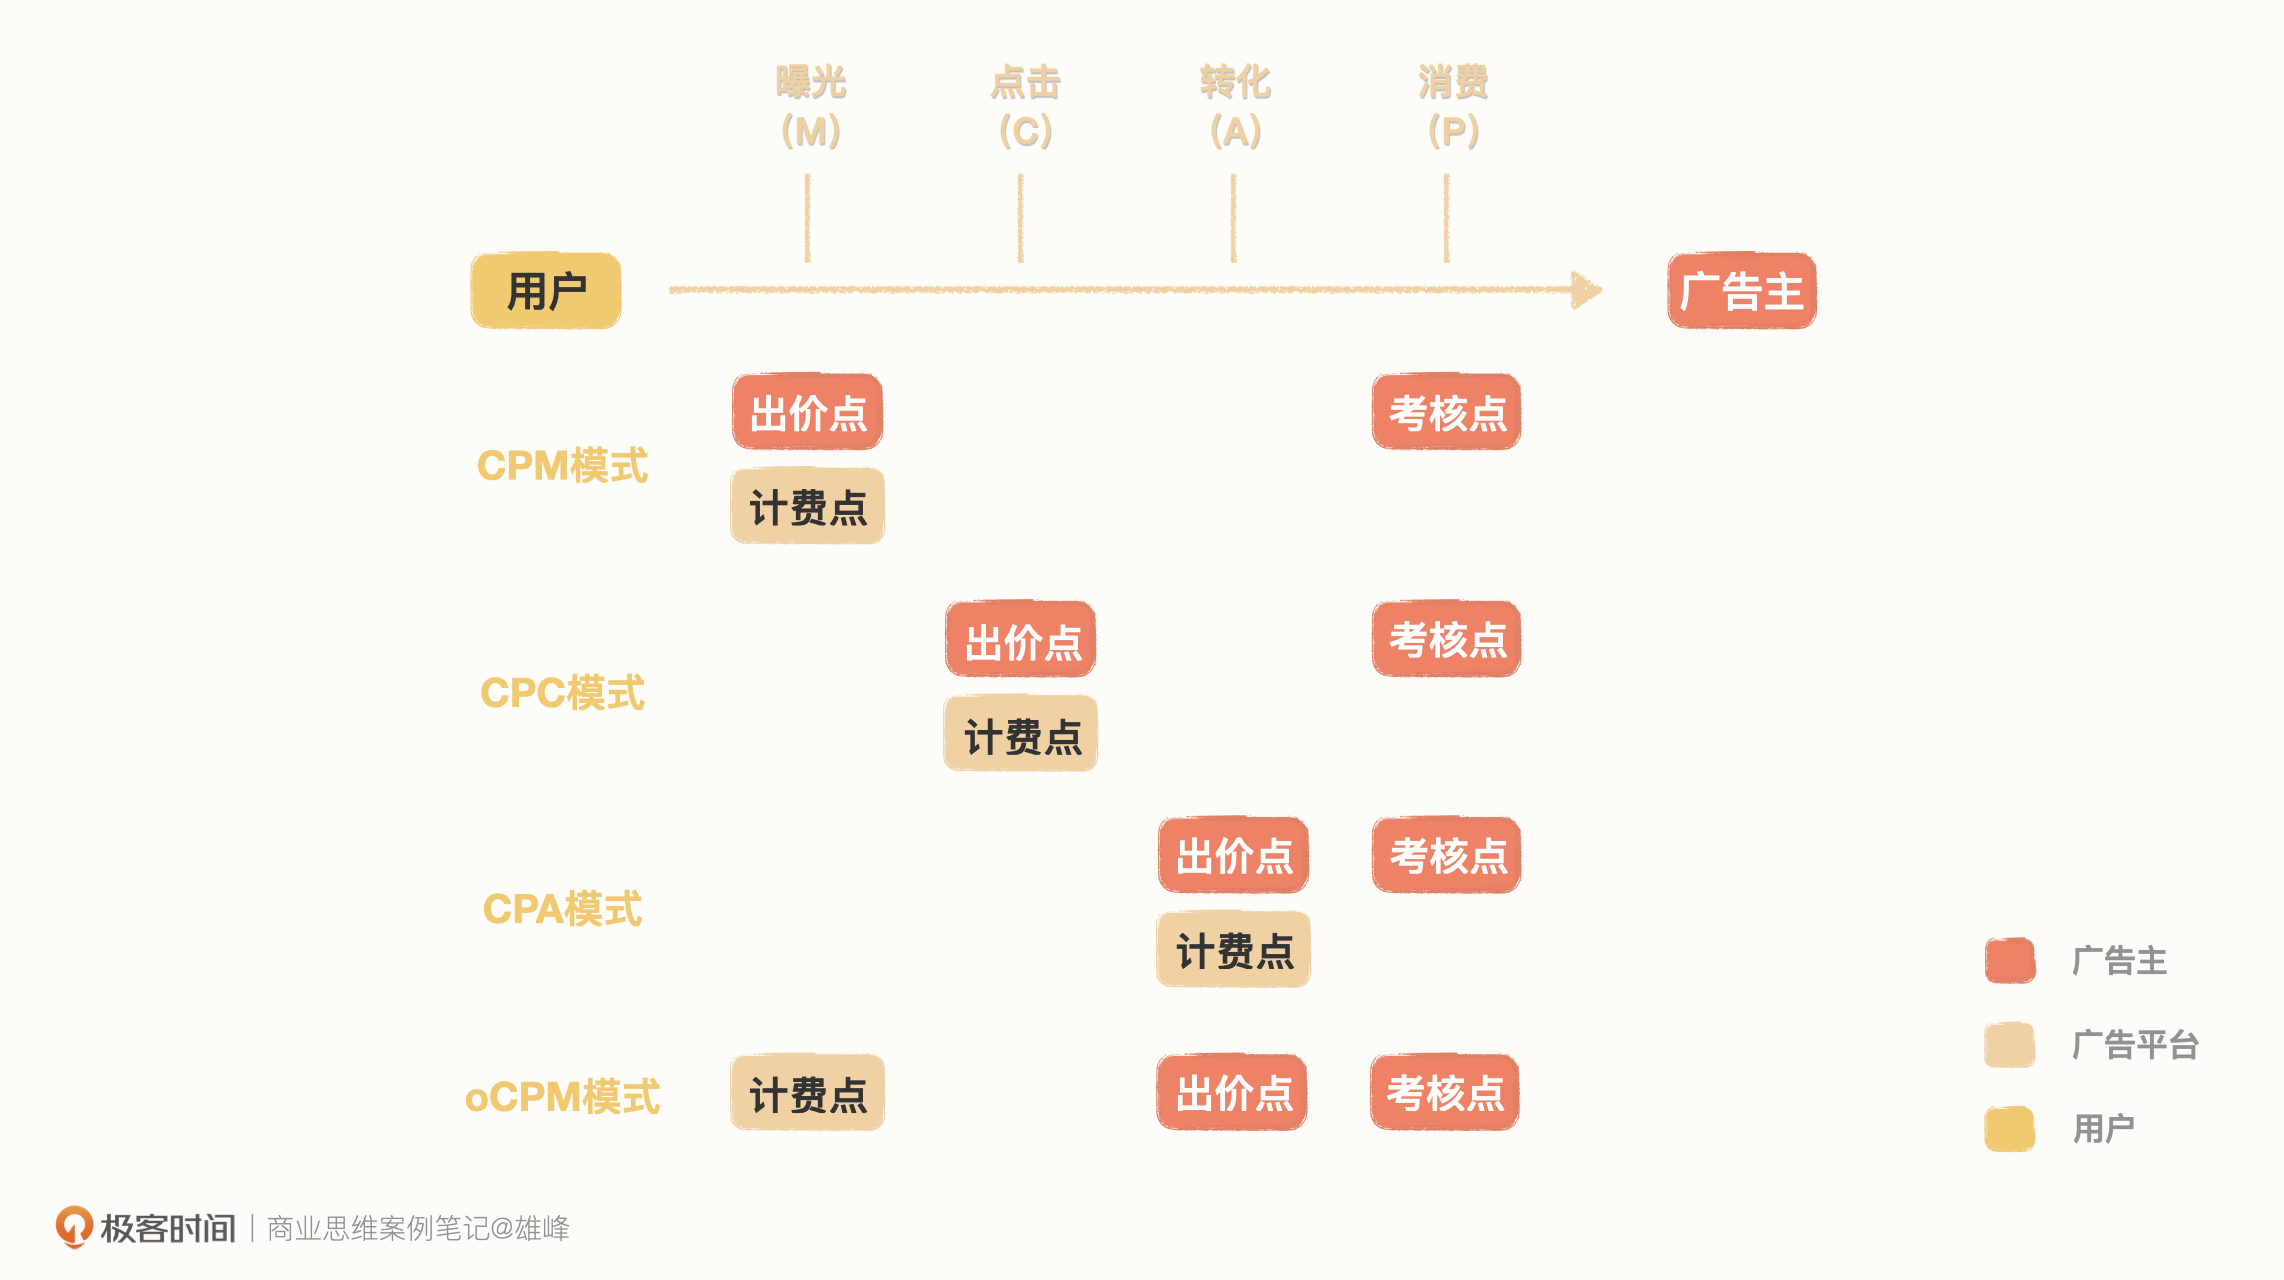 曝光 点击 转化 消费
(M) (C) (A) (P)
用户 广告主
出价点 考核点
CPM模式
计费点
出价点 考核点
CPC模式
计费点
出价点 考核点
CPA模式
计费点
oCPM模式 计费点 出价点 考核点
广告主
广告平台
用户
极客时间 | 商业思维案例笔记@雄峰